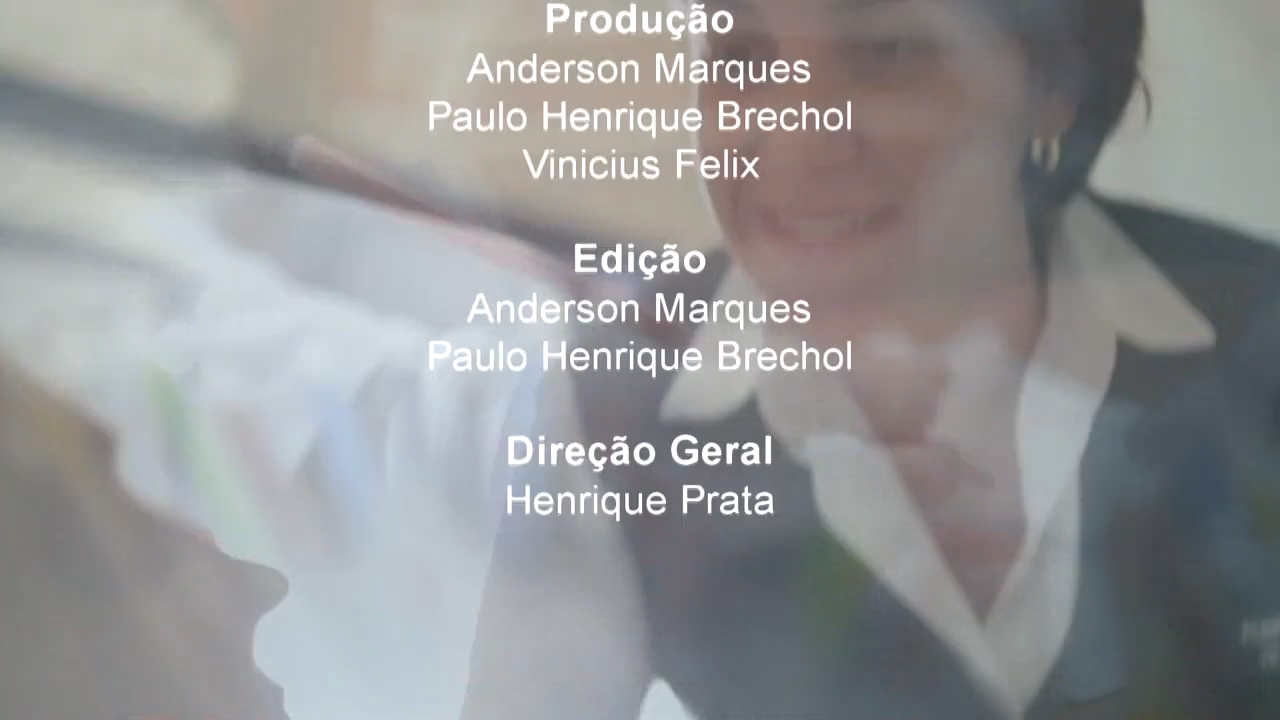 Produção
Anderson Marques
Paulo Henrique Brechol
Vinicius Felix
Edição
Anderson Marques
Paulo Henrique Brechol
Direção Geral
Henrique Prata